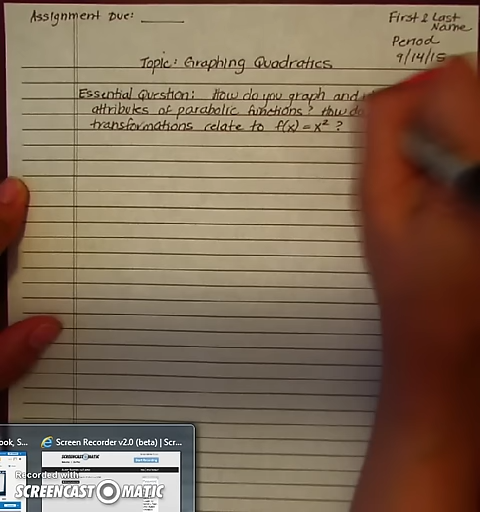 Assignment Due:
First & Last
Name
Period
9/14/15
Topic: Graphing Quadratics
Essential Question: How do you graph and
attributes of parabolic functions? How do
transformations relate to f(x) = x² ?
ook, S...
Screen Recorder v2.0 (beta) | Scr...
Recorded with
SCREENCAST-O-MATIC